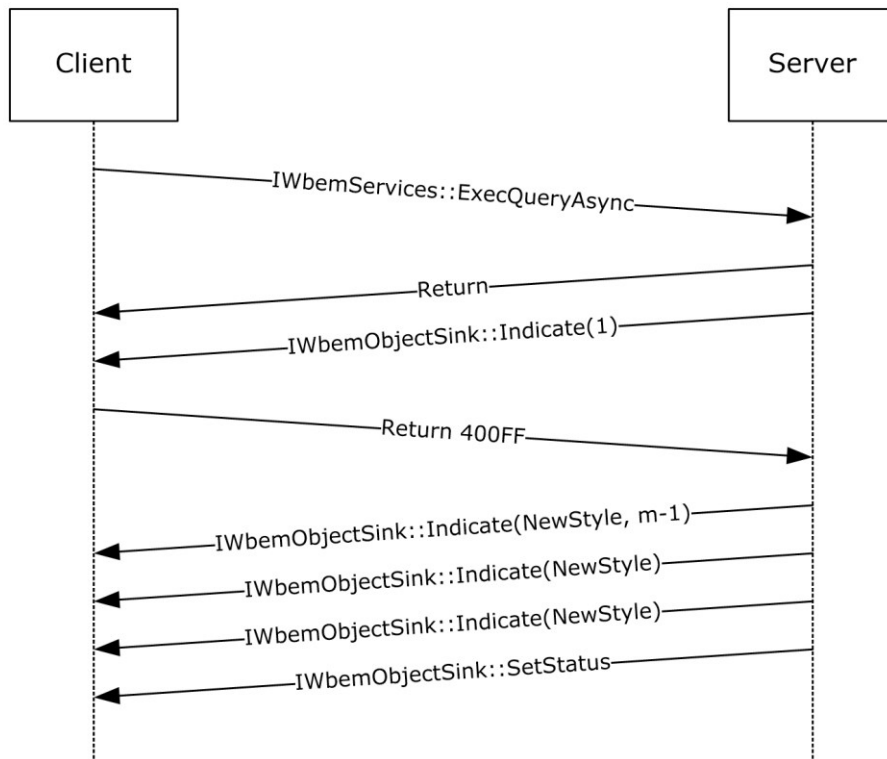 Client
Server
IWbemServices::ExecQueryAsync
Return
IWbemObjectSink::Indicate(1)
Return 400FF
IWbemObjectSink::Indicate(NewStyle, m-1)
IWbemObjectSink::Indicate(NewStyle)
IWbemObjectSink::Indicate(NewStyle)
IWbemObjectSink::SetStatus